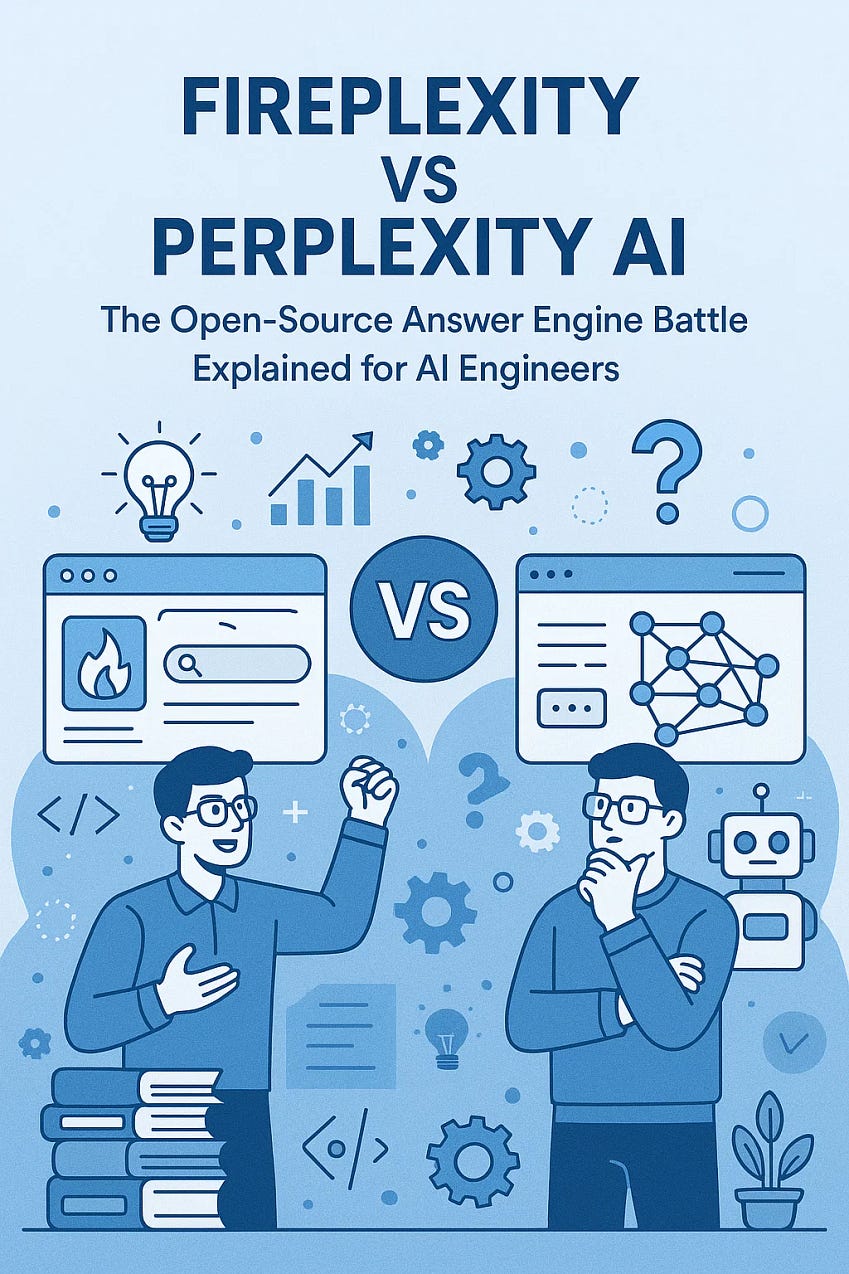 FIREPLEXITY
VS
PERPLEXITY AI
The Open-Source Answer Engine Battle
Explained for AI Engineers
?
VS
</>
?
<•/>